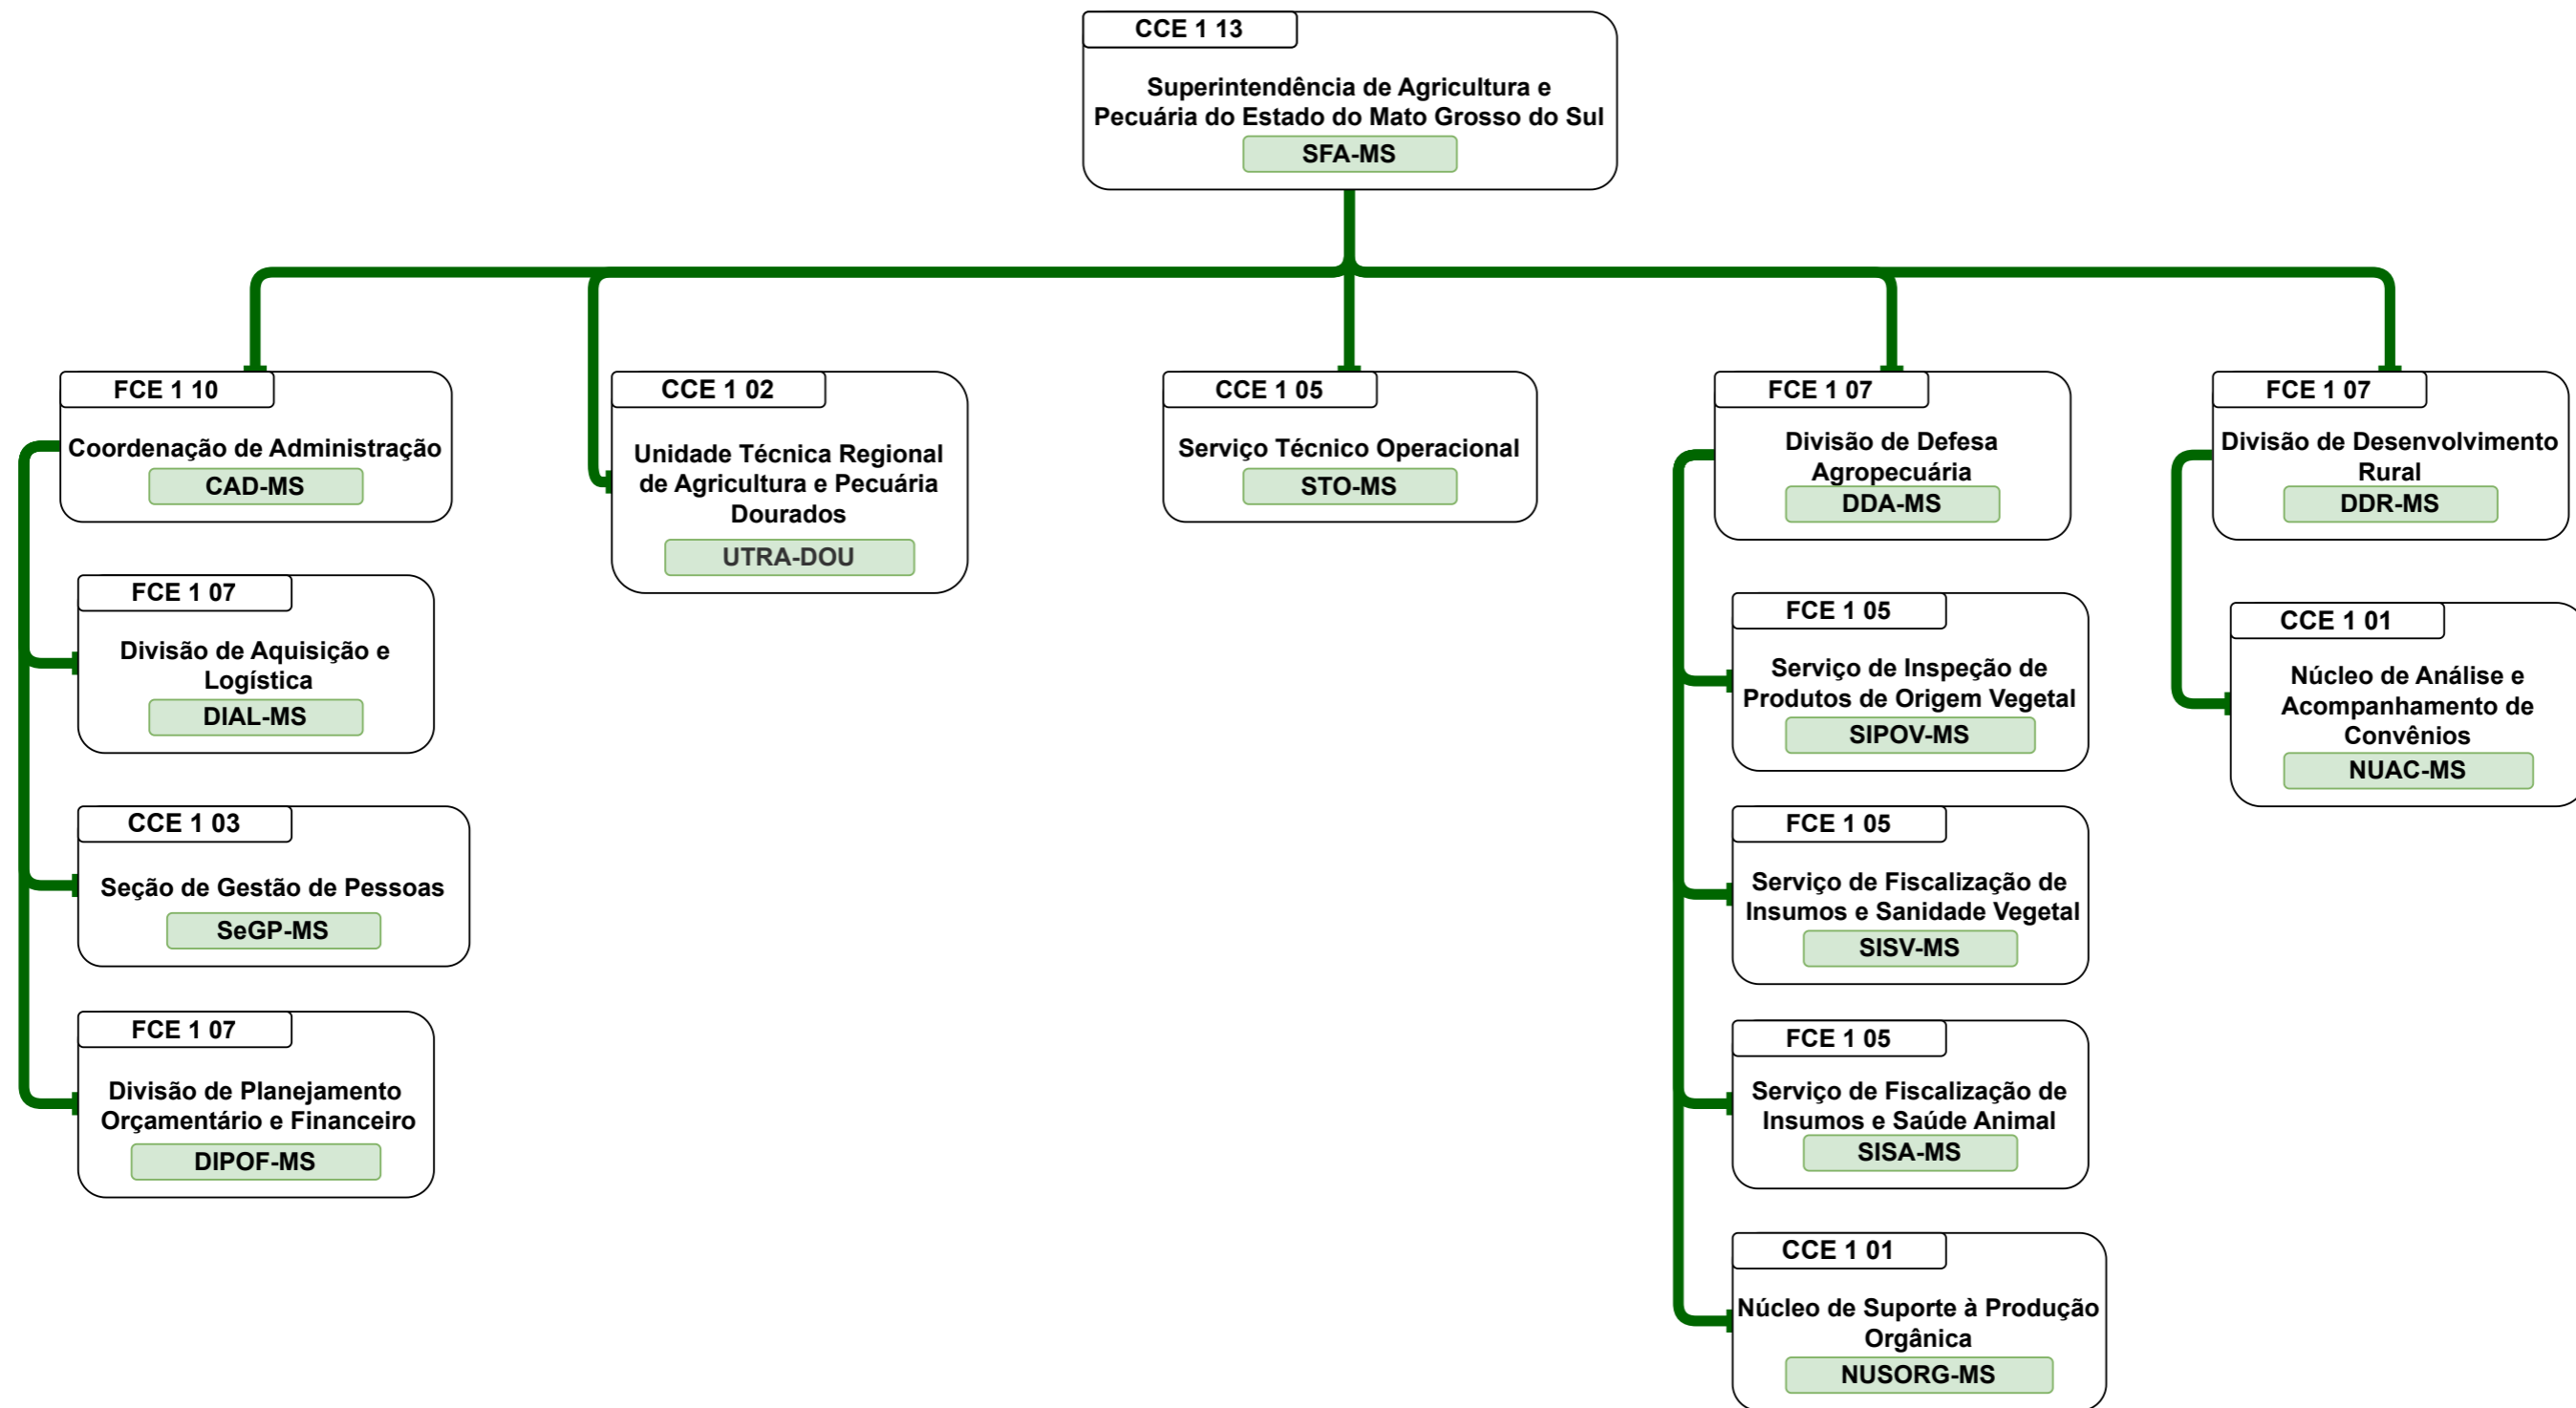 CCE 1 13
Superintendência de Agricultura e
Pecuária do Estado do Mato Grosso do Sul
SFA-MS
FCE 1 10
Coordenação de Administração
CAD-MS
FCE 1 07
Divisão de Aquisição e
Logística
DIAL-MS
CCE 1 03
Seção de Gestão de Pessoas
SeGP-MS
FCE 1 07
Divisão de Planejamento
Orçamentário e Financeiro
DIPOF-MS
CCE 1 02
Unidade Técnica Regional
de Agricultura e Pecuária
Dourados
UTRA-DOU
CCE 1 05
Serviço Técnico Operacional
STO-MS
FCE 1 07
Divisão de Defesa
Agropecuária
DDA-MS
FCE 1 05
Serviço de Inspeção de
Produtos de Origem Vegetal
SIPOV-MS
FCE 1 05
Serviço de Fiscalização de
Insumos e Sanidade Vegetal
SISV-MS
FCE 1 05
Serviço de Fiscalização de
Insumos e Saúde Animal
SISA-MS
CCE 1 01
Núcleo de Suporte à Produção
Orgânica
NUSORG-MS
FCE 1 07
Divisão de Desenvolvimento
Rural
DDR-MS
CCE 1 01
Núcleo de Análise e
Acompanhamento de
Convênios
NUAC-MS